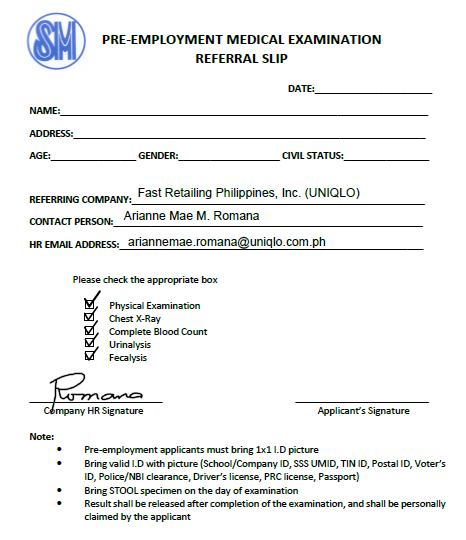 SM
PRE-EMPLOYMENT MEDICAL EXAMINATION
REFERRAL SLIP
DATE:
NAME:
ADDRESS:
AGE: GENDER: CIVIL STATUS:
REFERRING COMPANY: Fast Retailing Philippines, Inc. (UNIQLO)
CONTACT PERSON: Arianne Mae M. Romana
HR EMAIL ADDRESS: ariannemae.romana@uniqlo.com.ph
Please check the appropriate box
Physical Examination
Chest X-Ray
Complete Blood Count
Urinalysis
Fecalysis
Romana
Company HR Signature Applicant's Signature
Note:
• Pre-employment applicants must bring 1x1 I.D picture
• Bring valid I.D with picture (School/Company ID, SSS UMID, TIN ID, Postal ID, Voter's
ID, Police/NBI clearance, Driver's license, PRC license, Passport)
• Bring STOOL specimen on the day of examination
• Result shall be released after completion of the examination, and shall be personally
claimed by the applicant